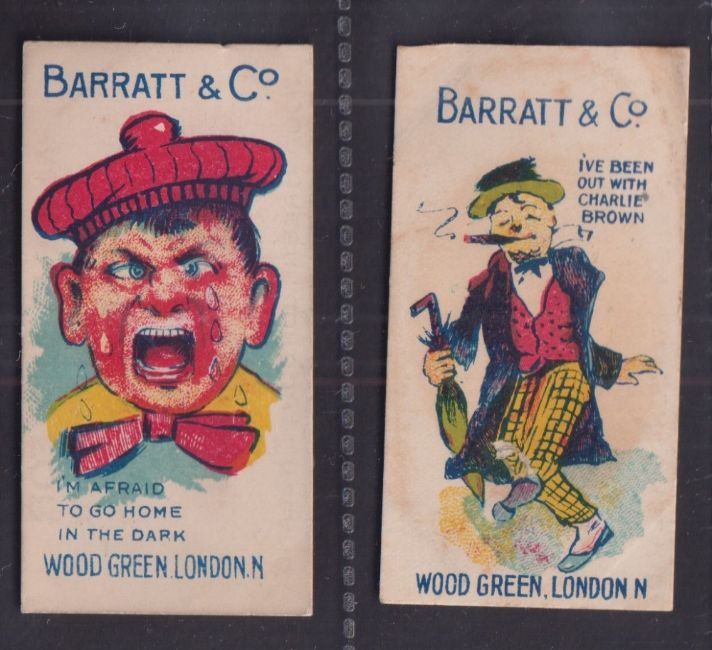 BARRATT & Co.
I'M AFRAID
TO GO HOME
IN THE DARK
WOOD GREEN. LONDON. N
BARRATT & Co.
I'VE BEEN
OUT WITH
CHARLIE
BROWN
WOOD GREEN, LONDON N